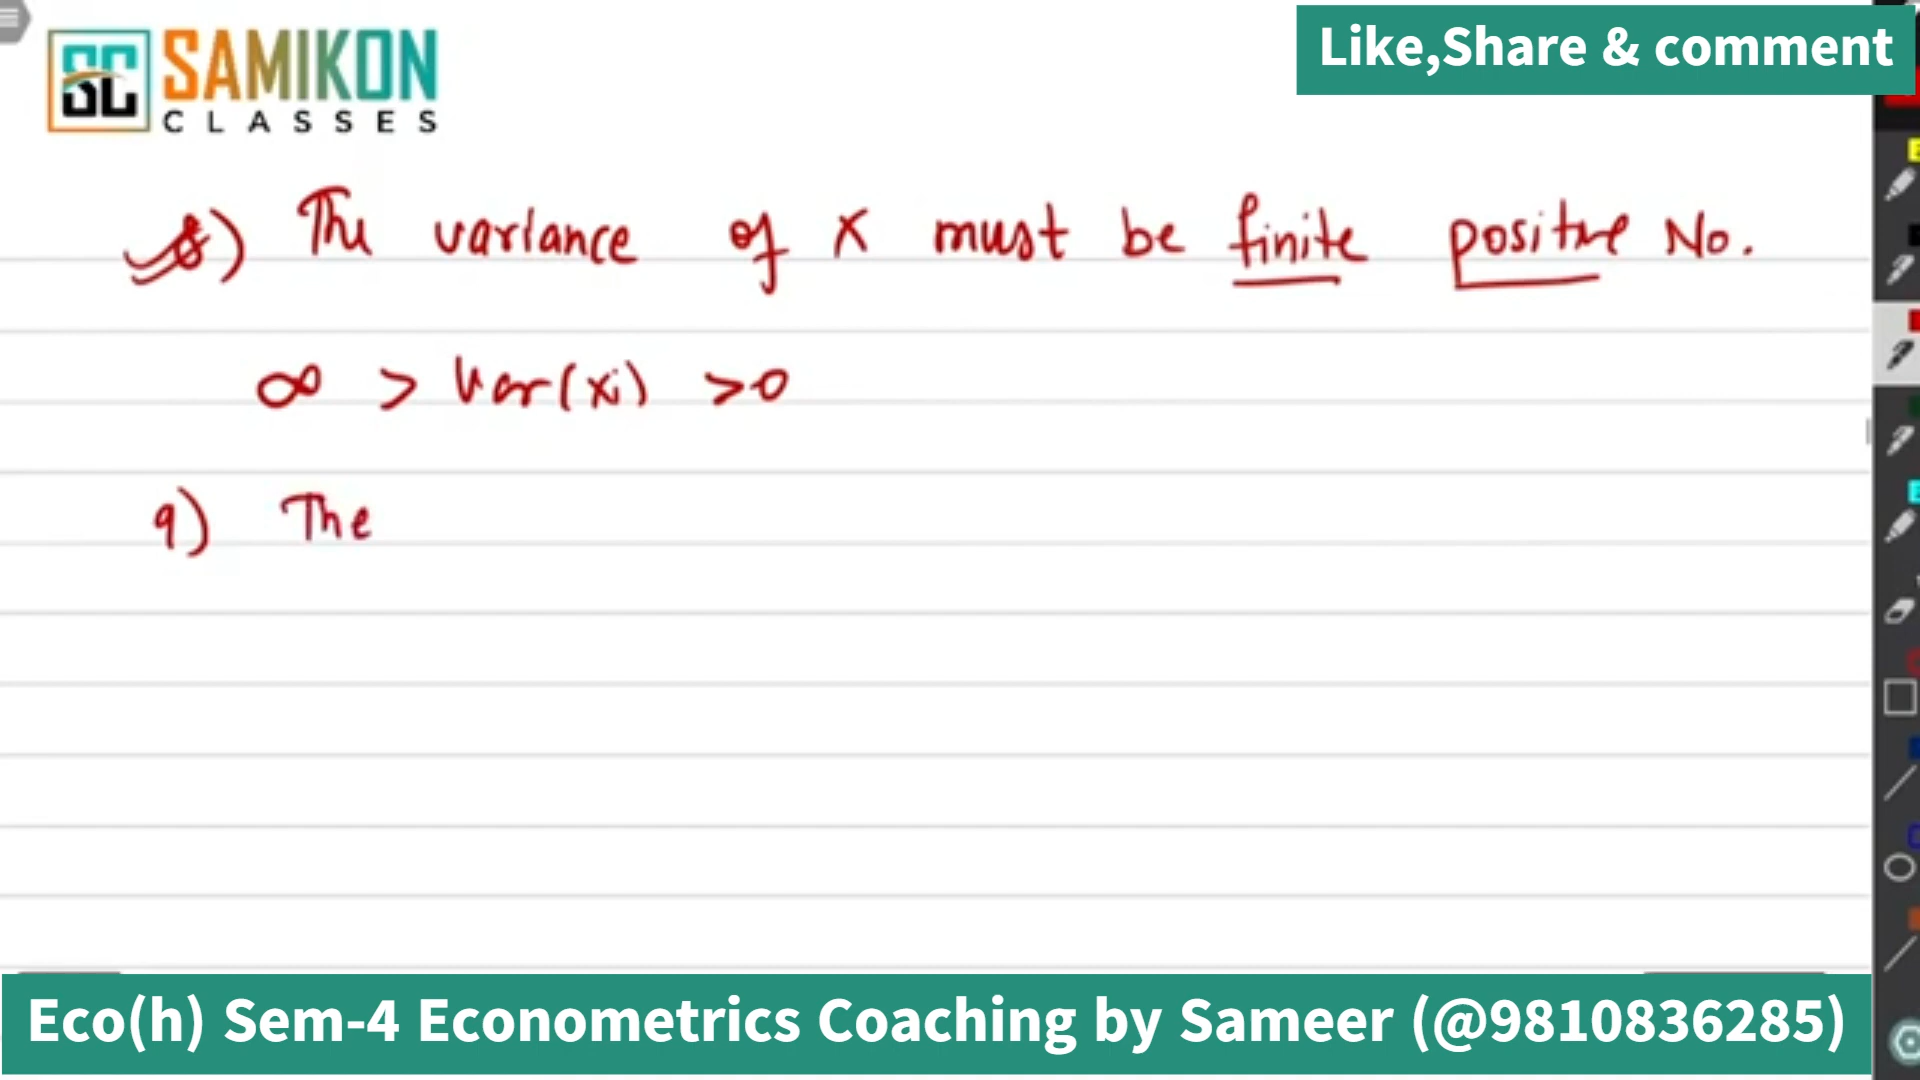 SC SAMIKON
CLASSES
Like,Share & comment
8) The variance of X must be finite positive No.
∞ > Var(xi) >0
9) The
Eco(h) Sem-4 Econometrics Coaching by Sameer (@9810836285)